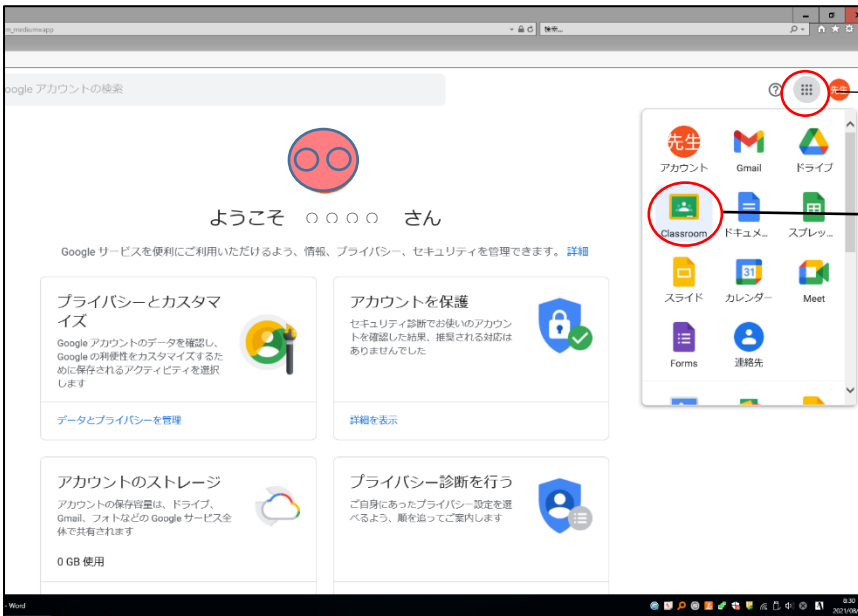 m_mediumxapp
検索...
oogle アカウントの検索
先生
ようこそ ○○○○ さん
Google サービスを便利にご利用いただけるよう、情報、プライバシー、セキュリティを管理できます。 詳細
プライバシーとカスタマ
イズ
Google アカウントのデータを確認し、
Google の利便性をカスタマイズするた
めに保存されるアクティビティを選択
します
データとプライバシーを管理
アカウントを保護
セキュリティ診断でお使いのアカウン
トを確認した結果、推奨される対応は
ありませんでした
詳細を表示
アカウントのストレージ
アカウントの保存容量は、ドライブ、
Gmail、フォトなどの Google サービス全
体で共有されます
0 GB 使用
プライバシー診断を行う
ご自身にあったプライバシー設定を選
べるよう、順を追ってご案内します
先生
アカウント Gmail ドライブ
Classroom ドキュメ... スプレッ...
31
スライド カレンダー Meet
Forms 連絡先
- Word
8:30
2021/08/